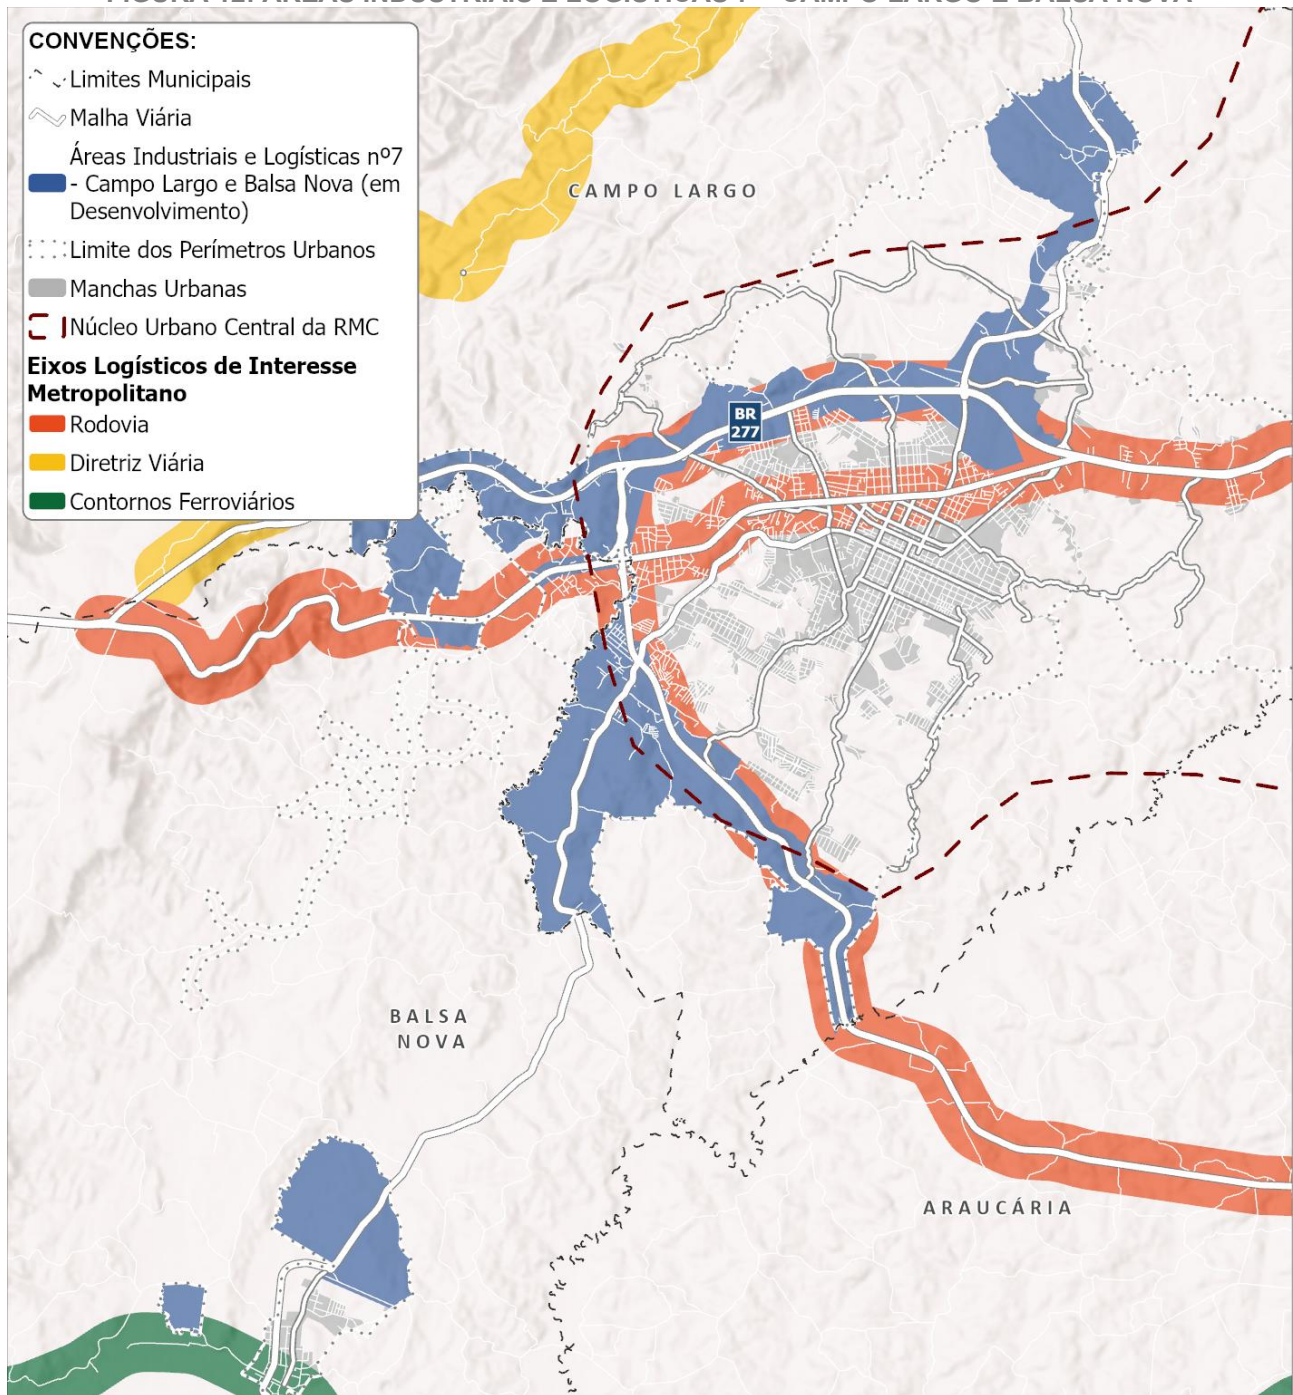 CONVENÇÕES:
Limites Municipais
Malha Viária
Áreas Industriais e Logísticas nº7
- Campo Largo e Balsa Nova (em
Desenvolvimento)
Limite dos Perímetros Urbanos
Manchas Urbanas
Núcleo Urbano Central da RMC
Eixos Logísticos de Interesse
Metropolitano
Rodovia
Diretriz Viária
Contornos Ferroviários
CAMPO LARGO
BR
277
BALSA
NOVA
ARAUCÁRIA